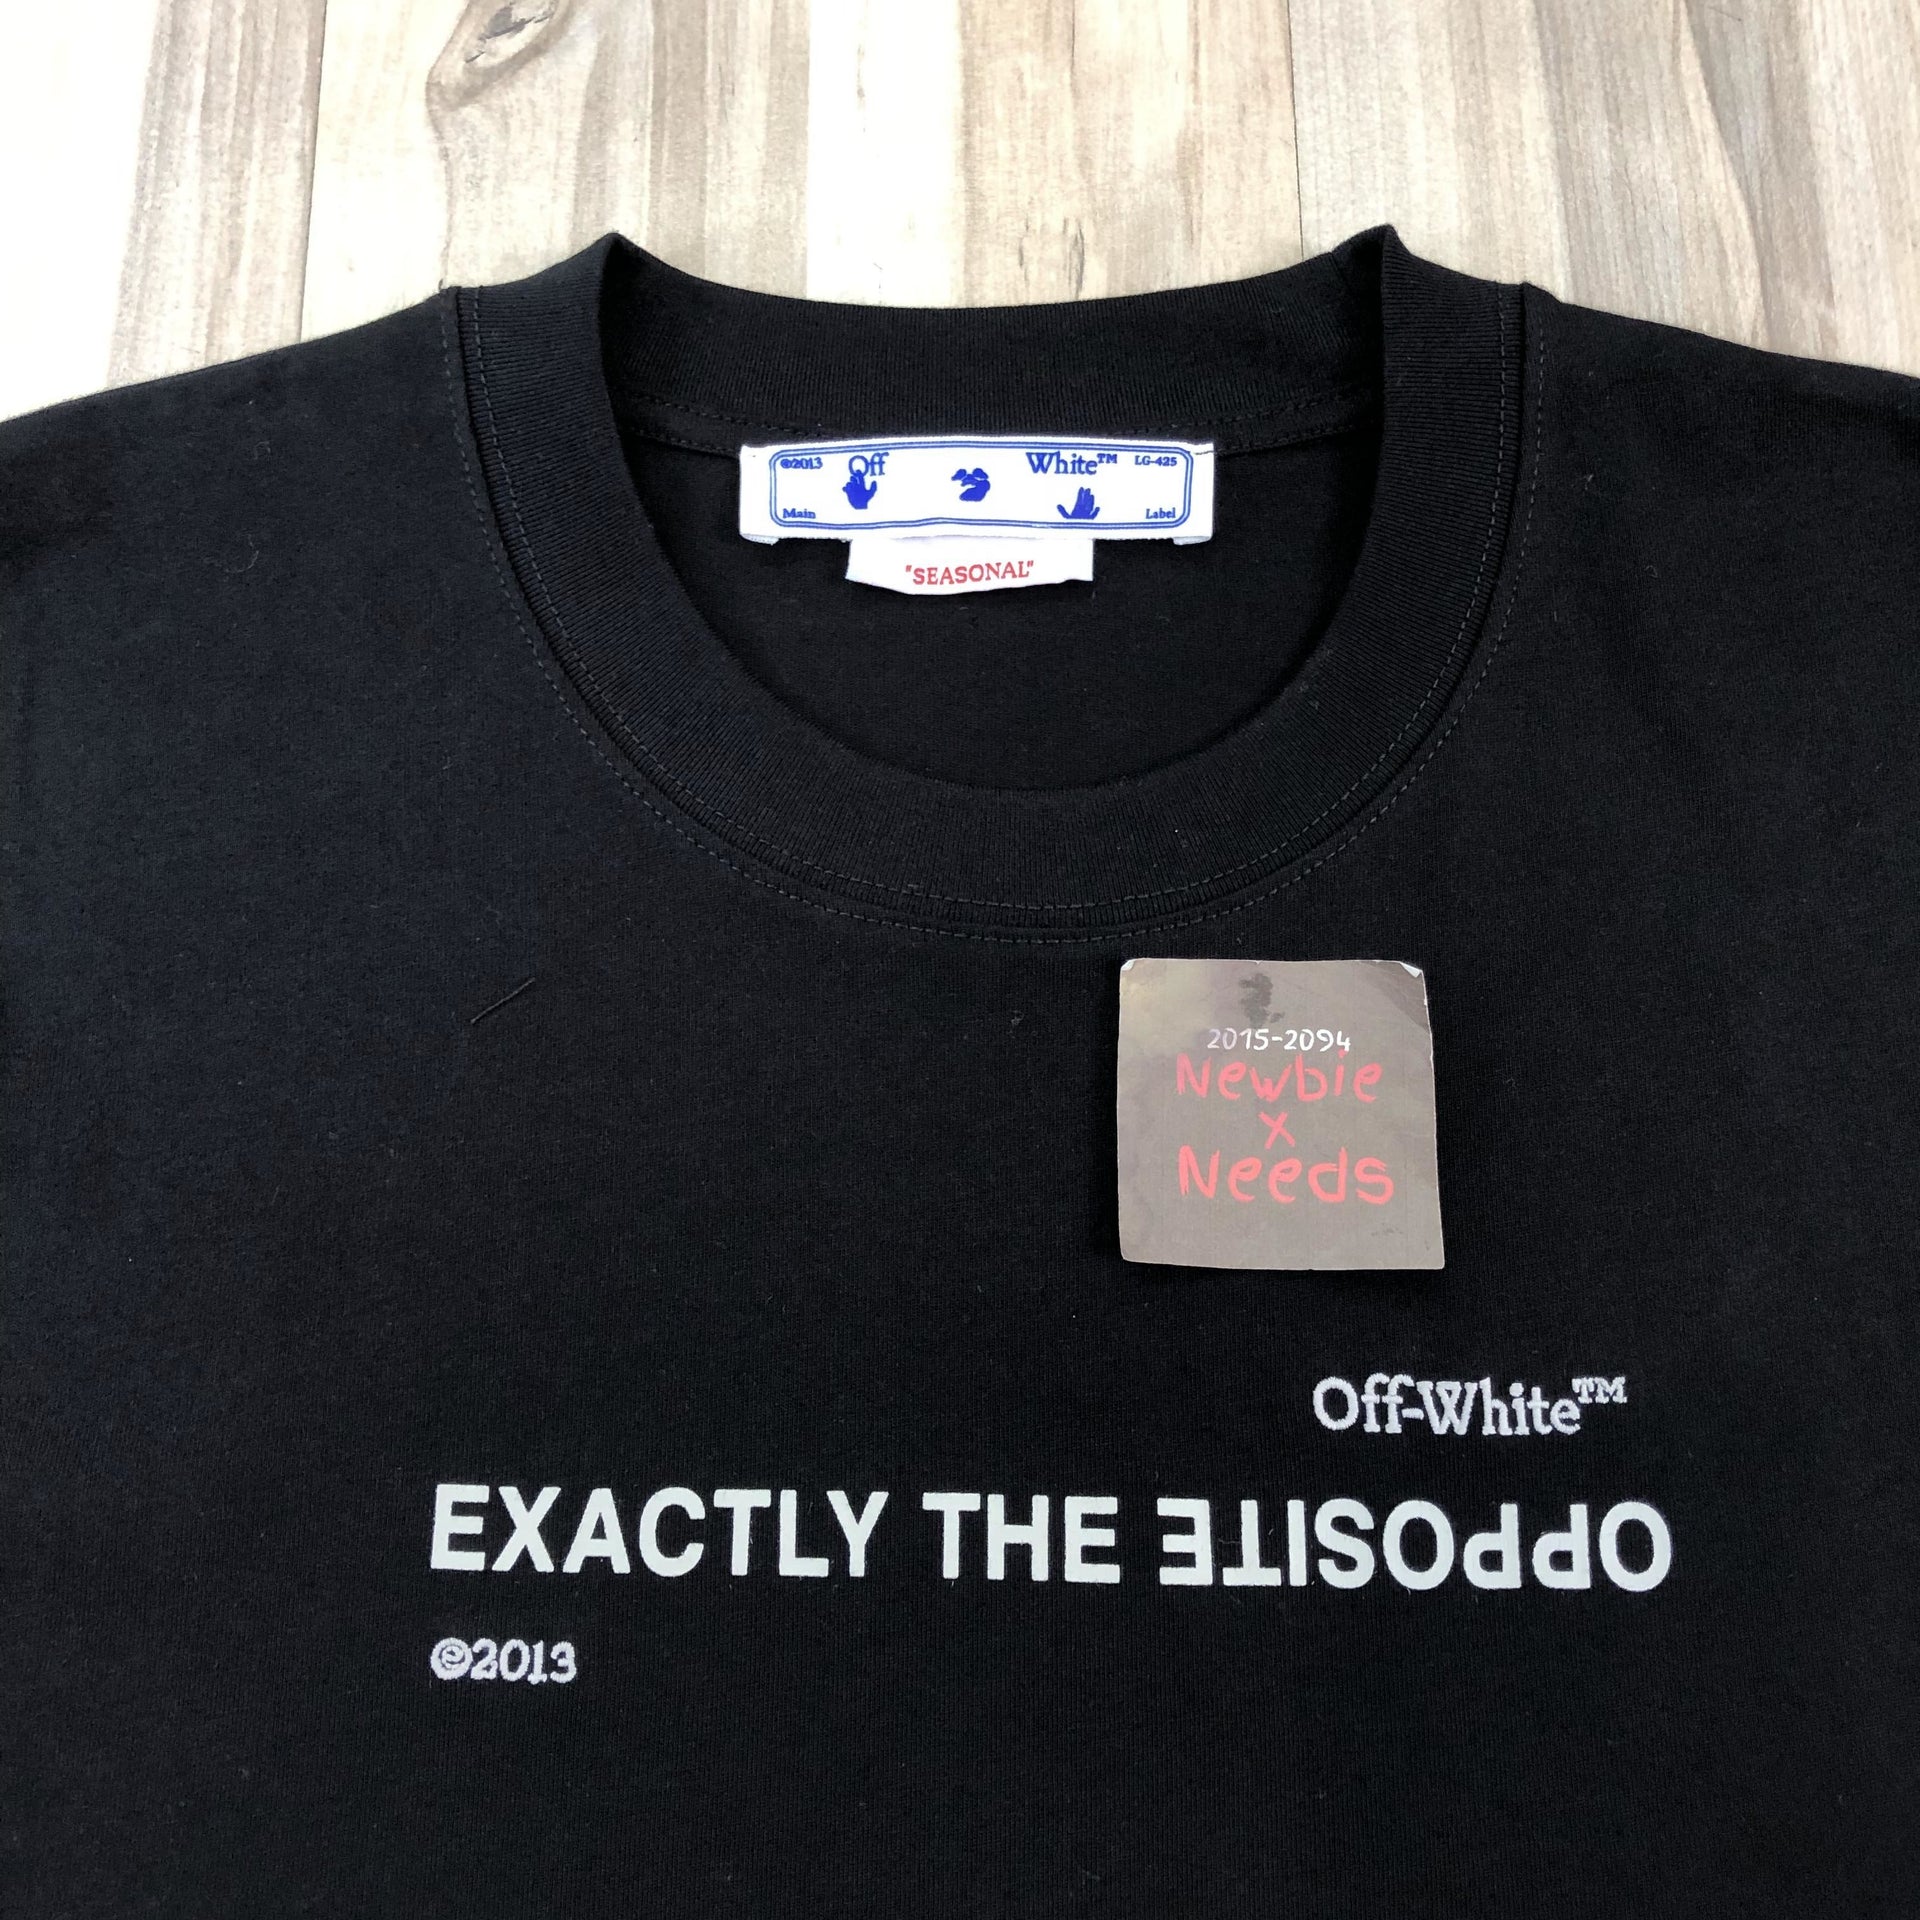 ©2013 Off White™ LG-425
Main Label
"SEASONAL"
2015-2094
Newbie
x
Needs
Off-White™
EXACTLY THE OPPOSITE
©2013